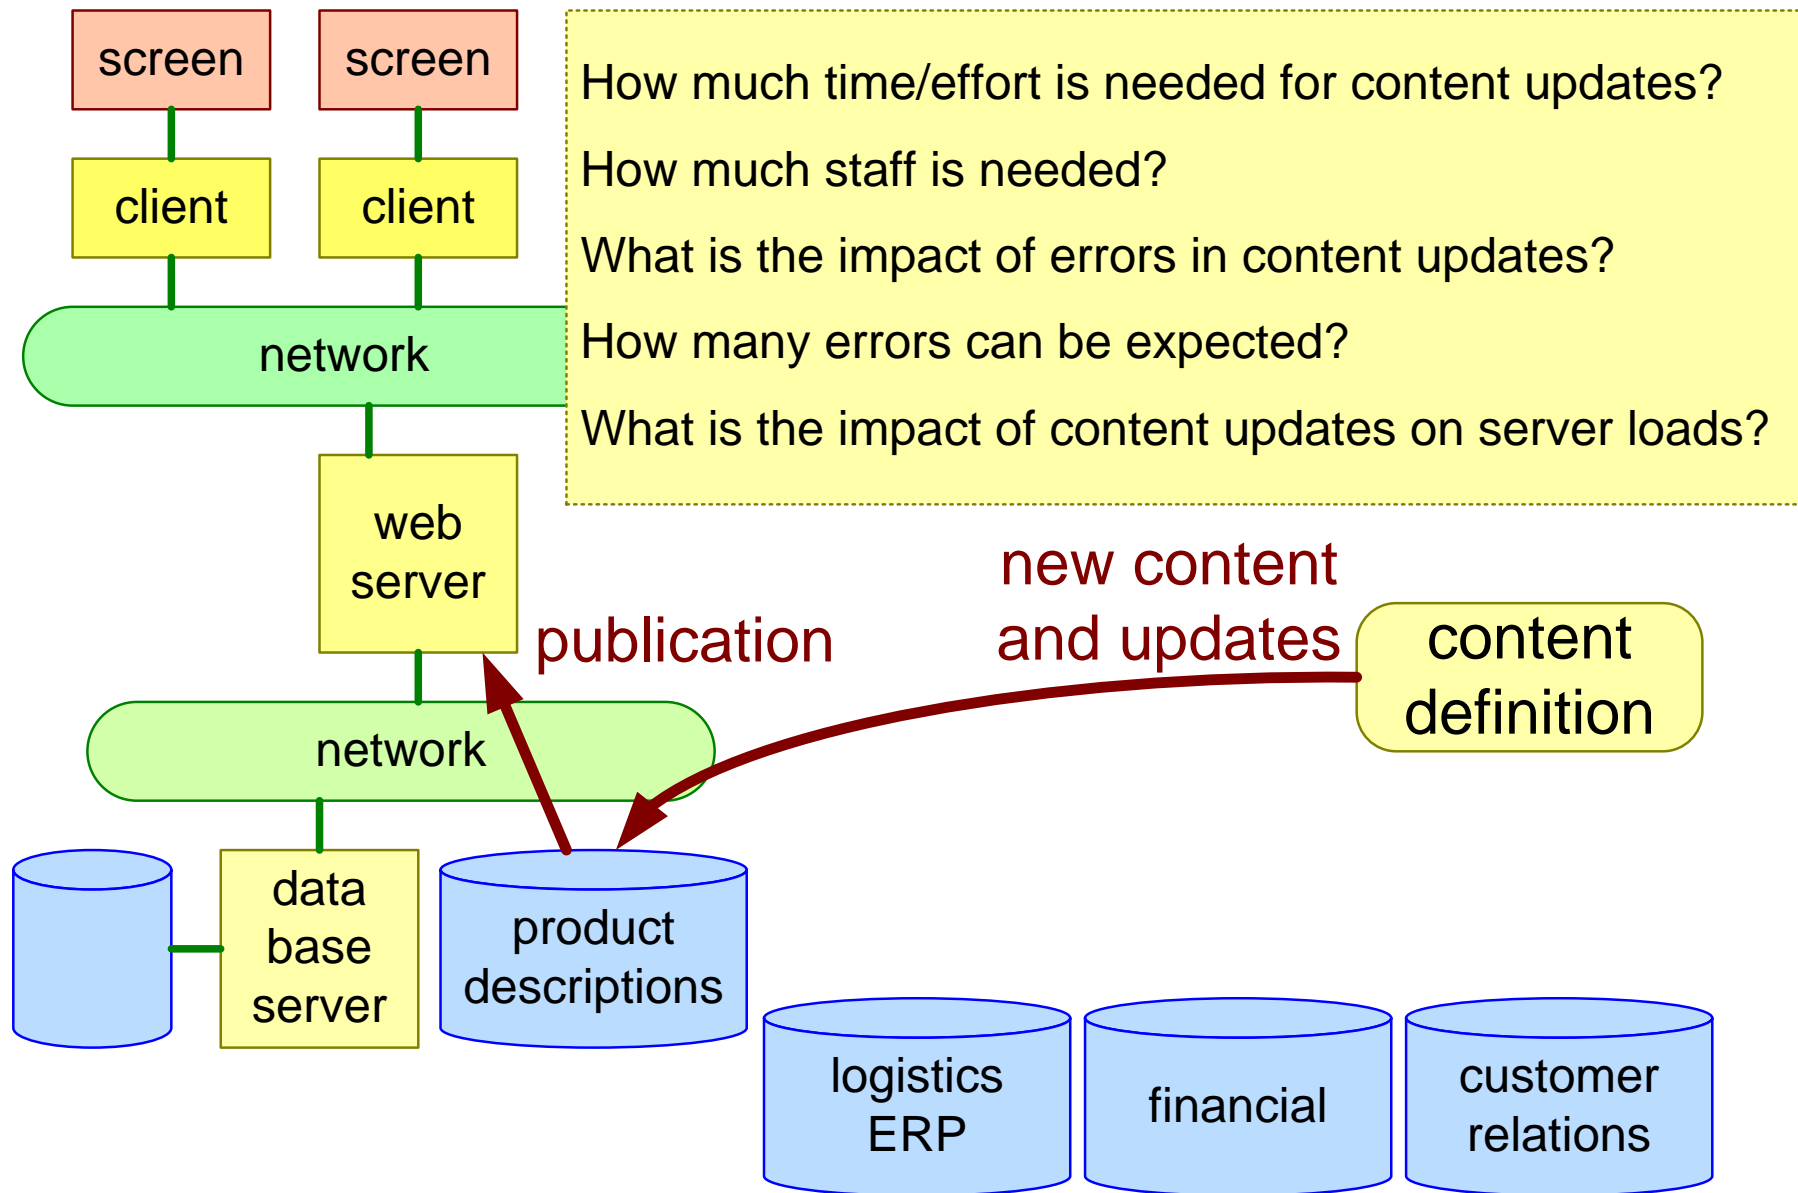 screen
screen
How much time/effort is needed for content updates?
How much staff is needed?
client
client
What is the impact of errors in content updates?
How many errors can be expected?
network
What is the impact of content updates on server loads?
web
server
new content
and updates
publication
content
definition
network
data
base
server
product
descriptions
logistics
ERP
financial
customer
relations